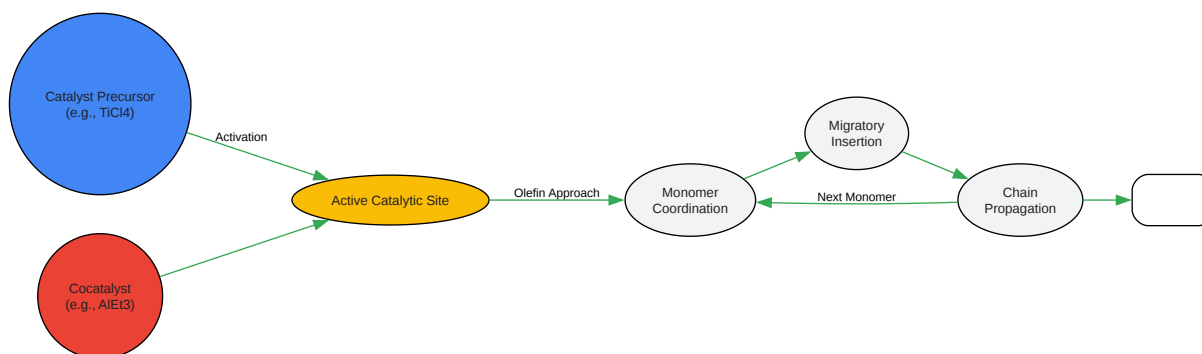 Catalyst Precursor
(e.g., TiCl4)
Activation
Cocatalyst
(e.g., AlEt3)
Active Catalytic Site
Olefin Approach
Monomer
Coordination
Migratory
Insertion
Next Monomer
Chain
Propagation